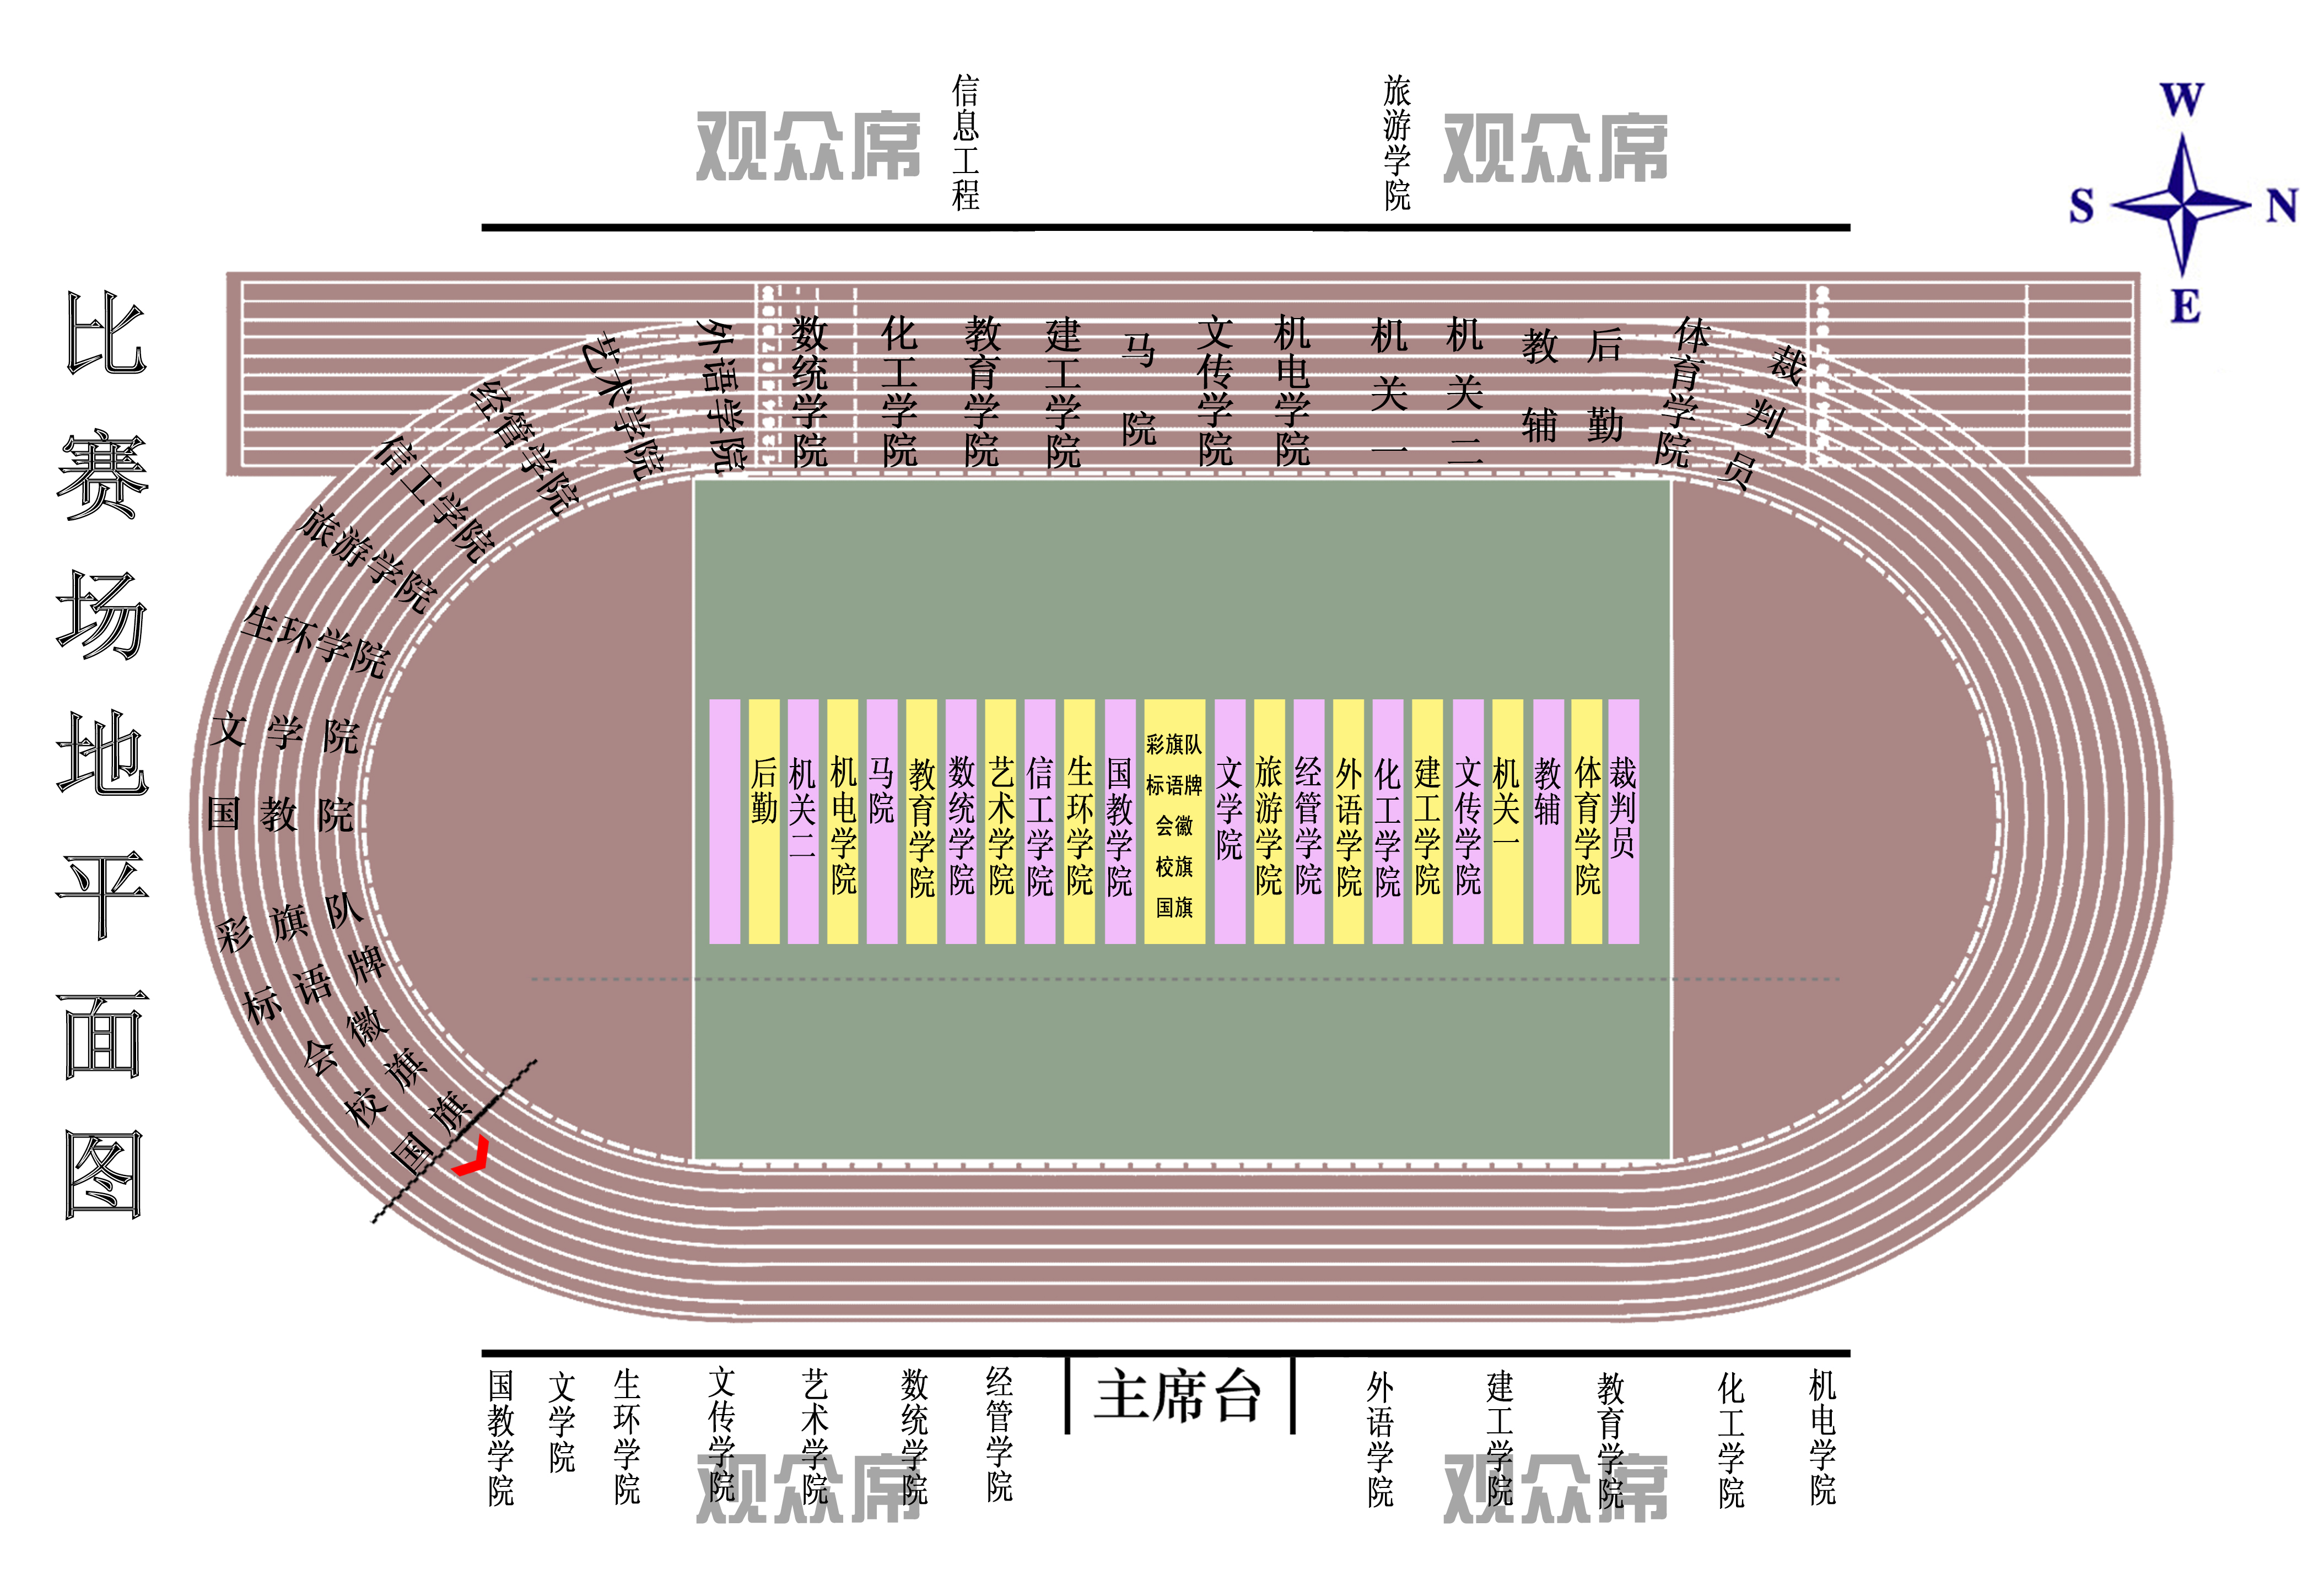 比赛场地平面图
观众席
信息工程
旅游学院
观众席
W
S
N
E
外语学院
数统学院
化工学院
教育学院
建工学院
马院
文传学院
机电学院
机关一
机关二
教辅
后勤
体育学院
裁判员
艺术学院
经管学院
信工学院
旅游学院
生环学院
文学院
国教院
彩旗队
标语牌
会徽
校旗
国旗
后勤
机关二
机电学院
马院
教育学院
数统学院
艺术学院
信工学院
生环学院
国教学院
彩旗队
标语牌
会徽
校旗
国旗
文学院
旅游学院
经管学院
外语学院
化工学院
建工学院
文传学院
机关一
教辅
体育学院
裁判员
国教学院
文学院
生环学院
文传学院
艺术学院
数统学院
经管学院
主席台
外语学院
建工学院
教育学院
化工学院
机电学院
观众席
观众席